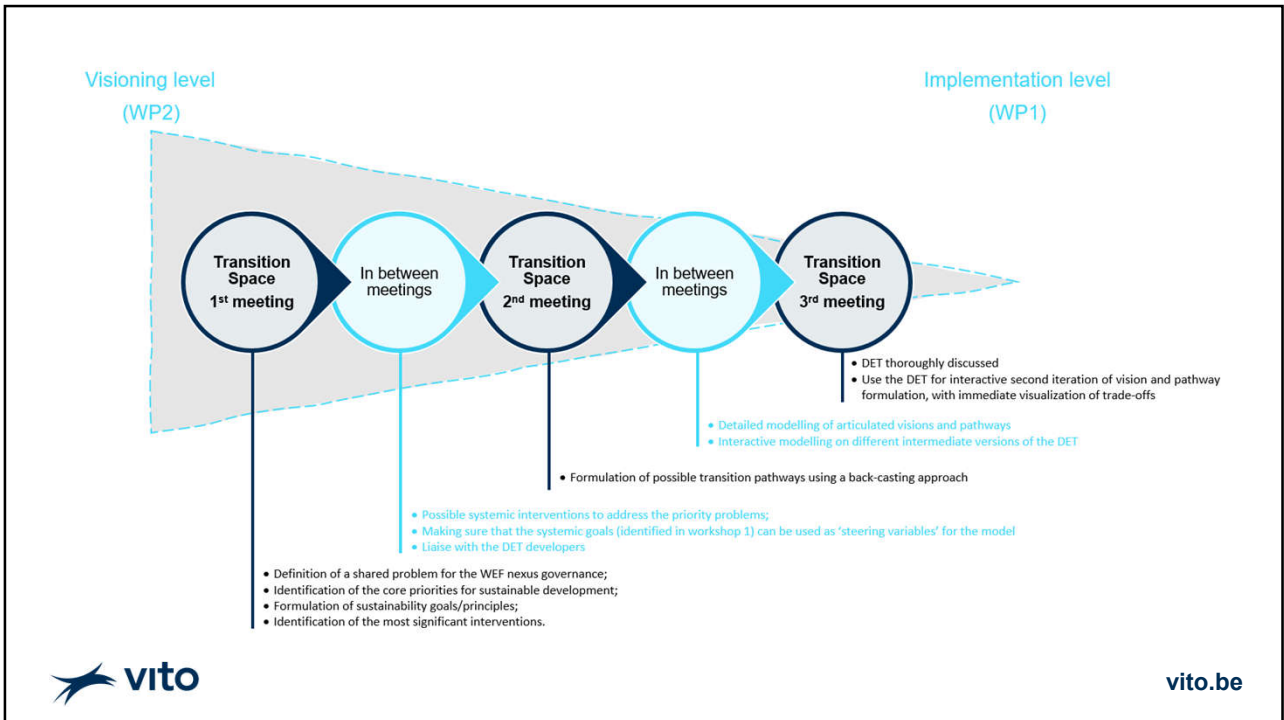 Visioning level
(WP2)
Implementation level
(WP1)
Transition
Space
1st meeting
In between
meetings
Transition
Space
2nd meeting
In between
meetings
Transition
Space
3rd meeting
• DET thoroughly discussed
• Use the DET for interactive second iteration of vision and pathway
formulation, with immediate visualization of trade-offs
• Detailed modelling of articulated visions and pathways
• Interactive modelling on different intermediate versions of the DET
• Formulation of possible transition pathways using a back-casting approach
• Possible systemic interventions to address the priority problems;
• Making sure that the systemic goals (identified in workshop 1) can be used as ‘steering variables’ for the model
• Liaise with the DET developers
• Definition of a shared problem for the WEF nexus governance;
• Identification of the core priorities for sustainable development;
• Formulation of sustainability goals/principles;
• Identification of the most significant interventions.
vito
vito.be